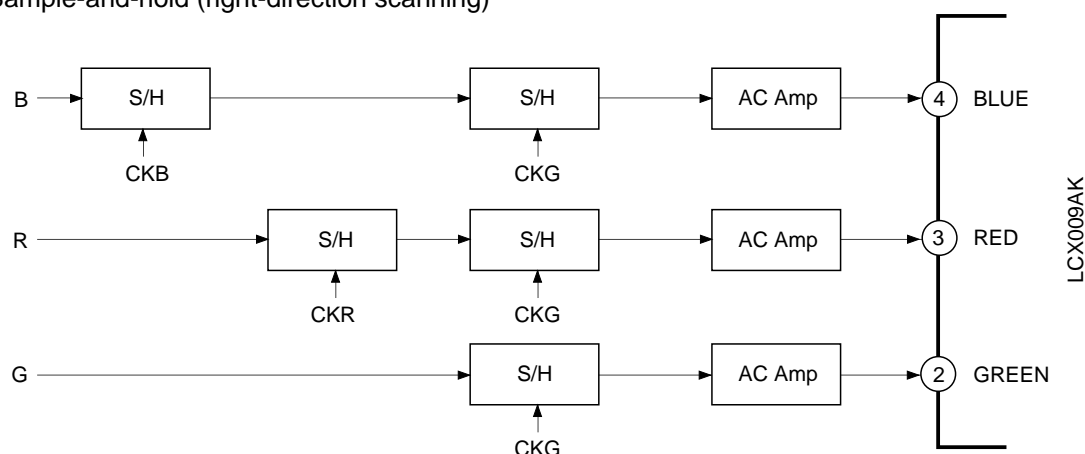 Sample-and-hold (right-direction scanning)
B S/H S/H AC Amp 4 BLUE
CKB CKG
R S/H S/H AC Amp 3 RED
CKR CKG
G S/H AC Amp 2 GREEN
CKG
LCX009AK